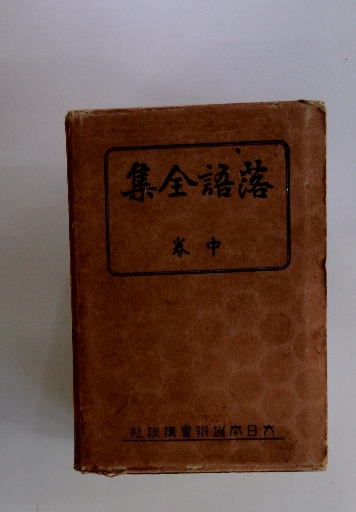 落語全集
中卷
大日本雄辯會講談社